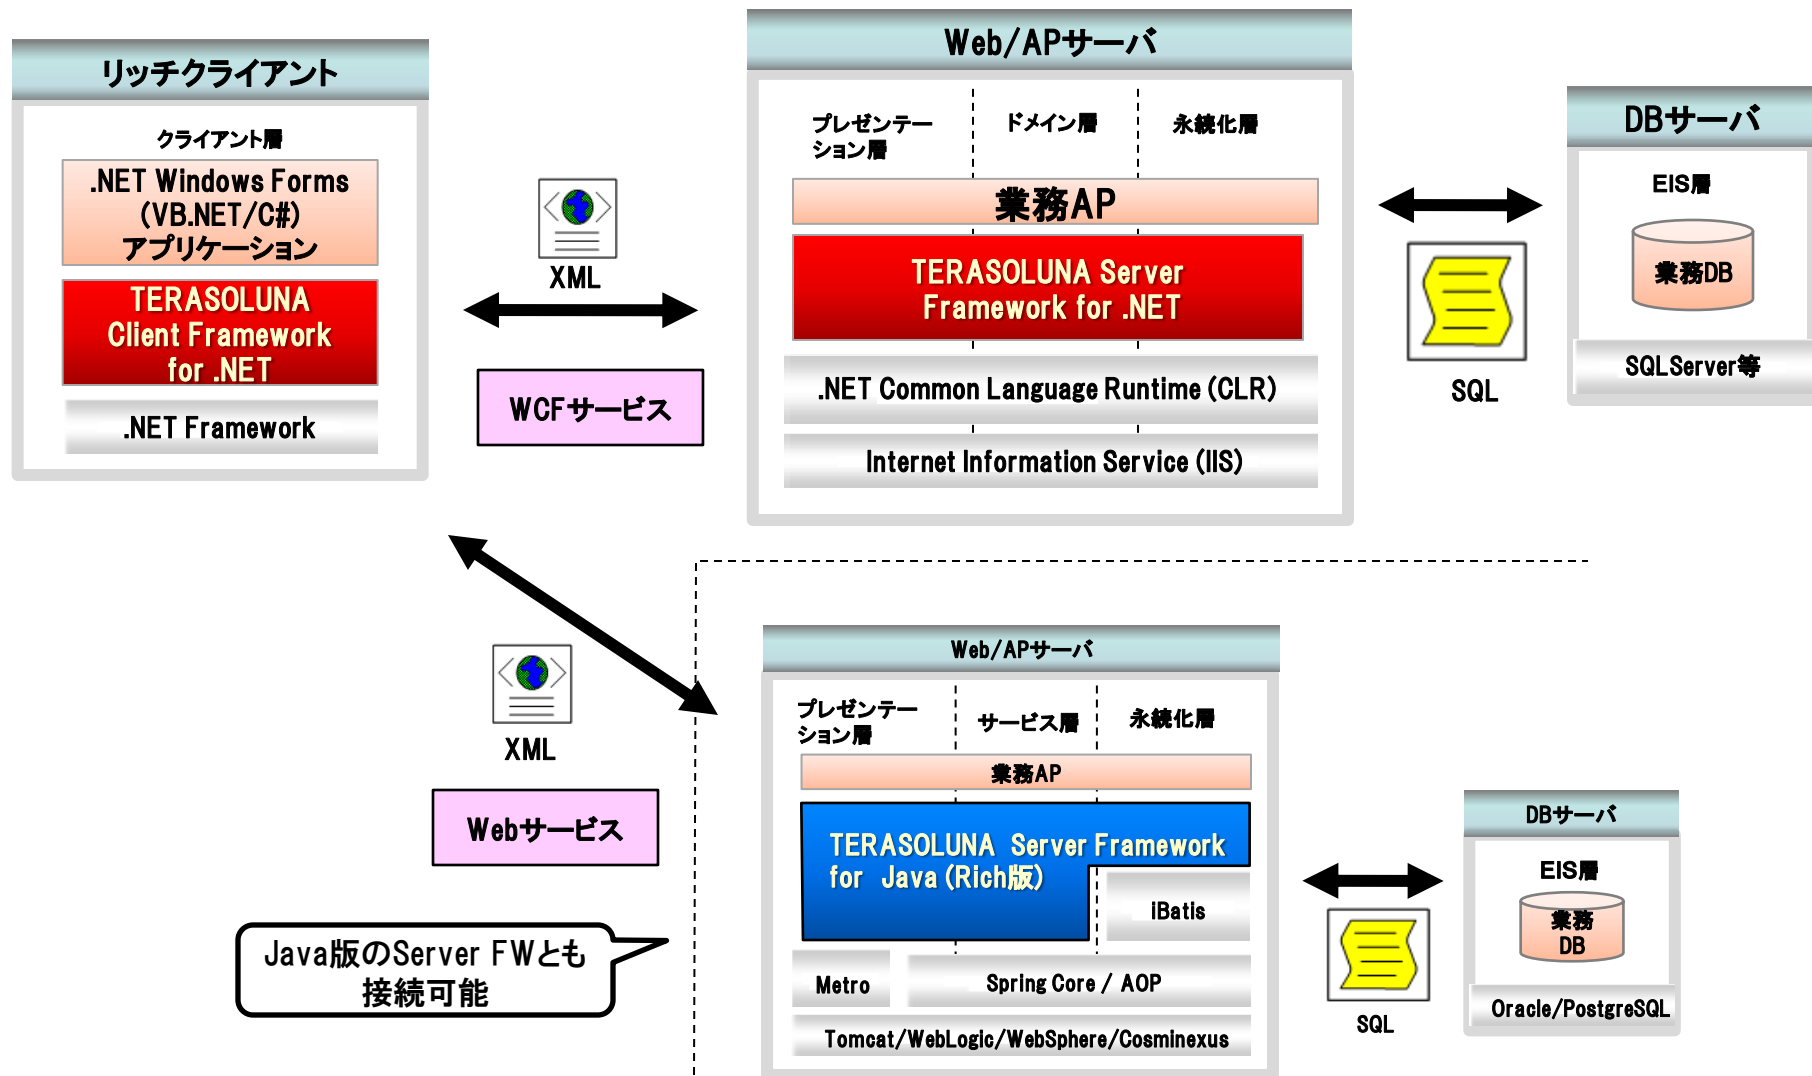 リッチクライアント
クライアント層
.NET Windows Forms
(VB.NET/C#)
アプリケーション
TERASOLUNA
Client Framework
for .NET
.NET Framework
XML
WCFサービス
Web/APサーバ
プレゼンテー
ション層
ドメイン層
永続化層
業務AP
TERASOLUNA Server
Framework for .NET
.NET Common Language Runtime (CLR)
Internet Information Service (IIS)
SQL
DBサーバ
EIS層
業務DB
SQLServer等
XML
Webサービス
Java版のServer FWとも
接続可能
Web/APサーバ
プレゼンテー
ション層
サービス層
永続化層
業務AP
TERASOLUNA Server Framework
for Java (Rich版)
iBatis
Metro
Spring Core / AOP
Tomcat/WebLogic/WebSphere/Cosminexus
SQL
DBサーバ
EIS層
業務
DB
Oracle/PostgreSQL